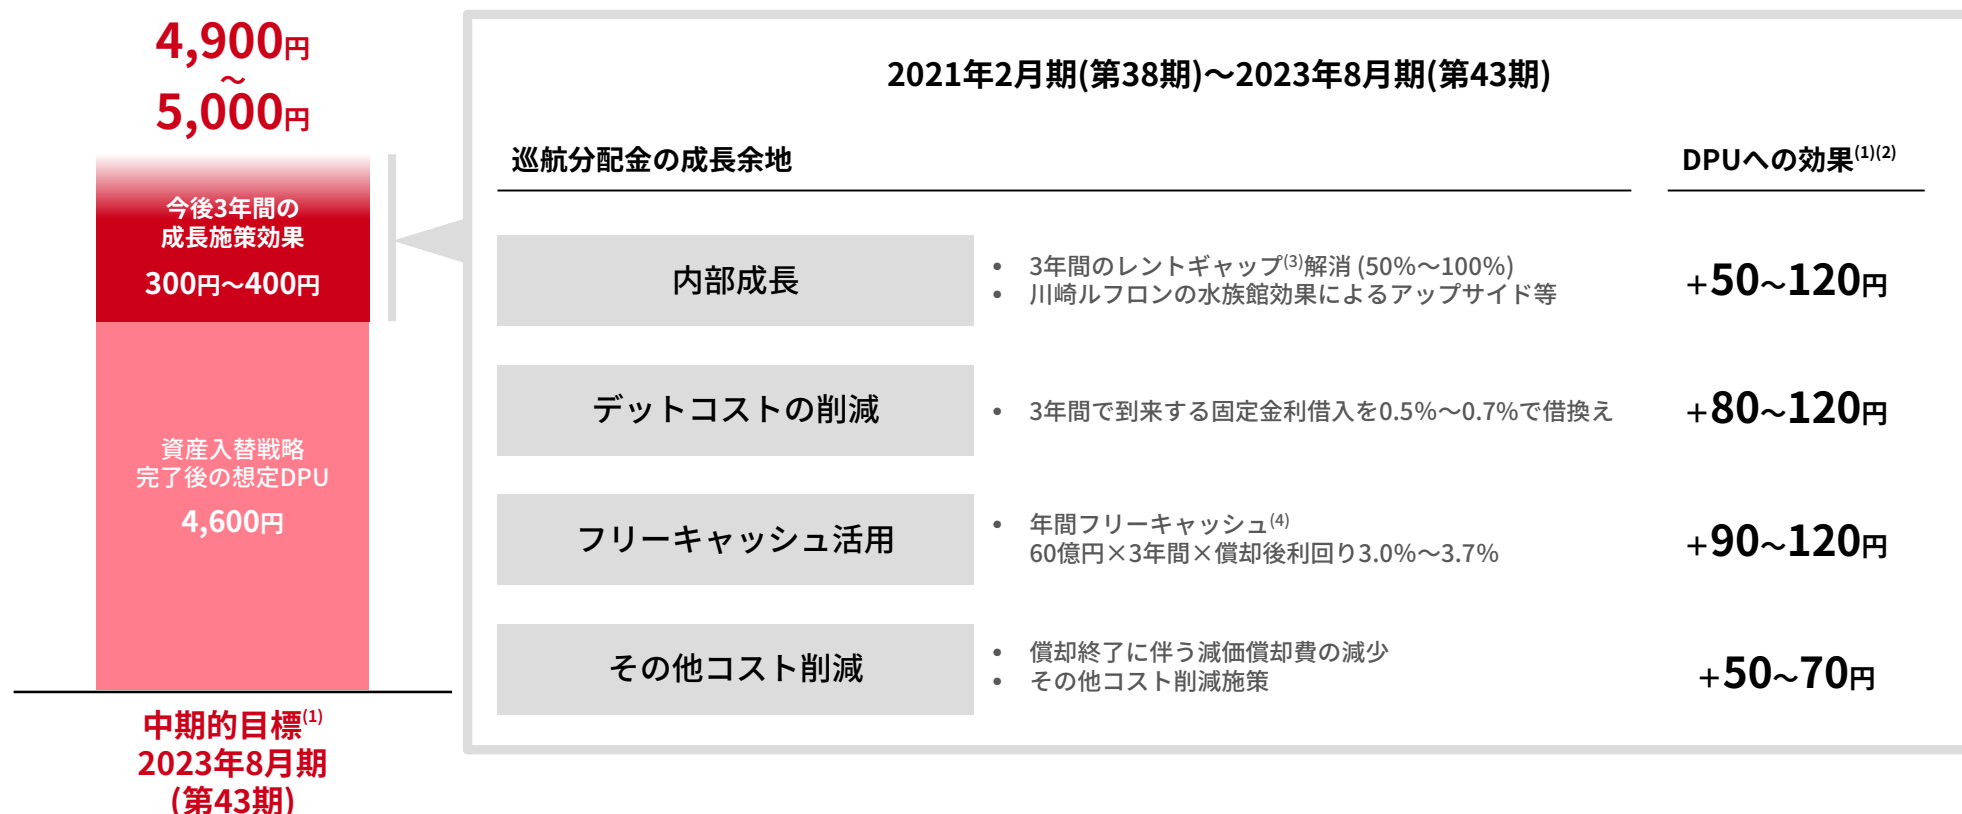 4,900円
～
5,000円
今後3年間の
成長施策効果
300円～400円
資産入替戦略
完了後の想定DPU
4,600円
中期的目標(1)
2023年8月期
(第43期)
2021年2月期(第38期)～2023年8月期(第43期)
巡航分配金の成長余地
DPUへの効果(1)(2)
内部成長
• 3年間のレントギャップ(3)解消 (50%～100%)
• 川崎ルフロンの水族館効果によるアップサイド等
+50～120円
デットコストの削減
• 3年間で到来する固定金利借入を0.5%～0.7%で借換え
+80～120円
フリーキャッシュ活用
• 年間フリーキャッシュ(4)
60億円×3年間×償却後利回り3.0%～3.7%
+90～120円
その他コスト削減
• 償却終了に伴う減価償却費の減少
• その他コスト削減施策
+50～70円